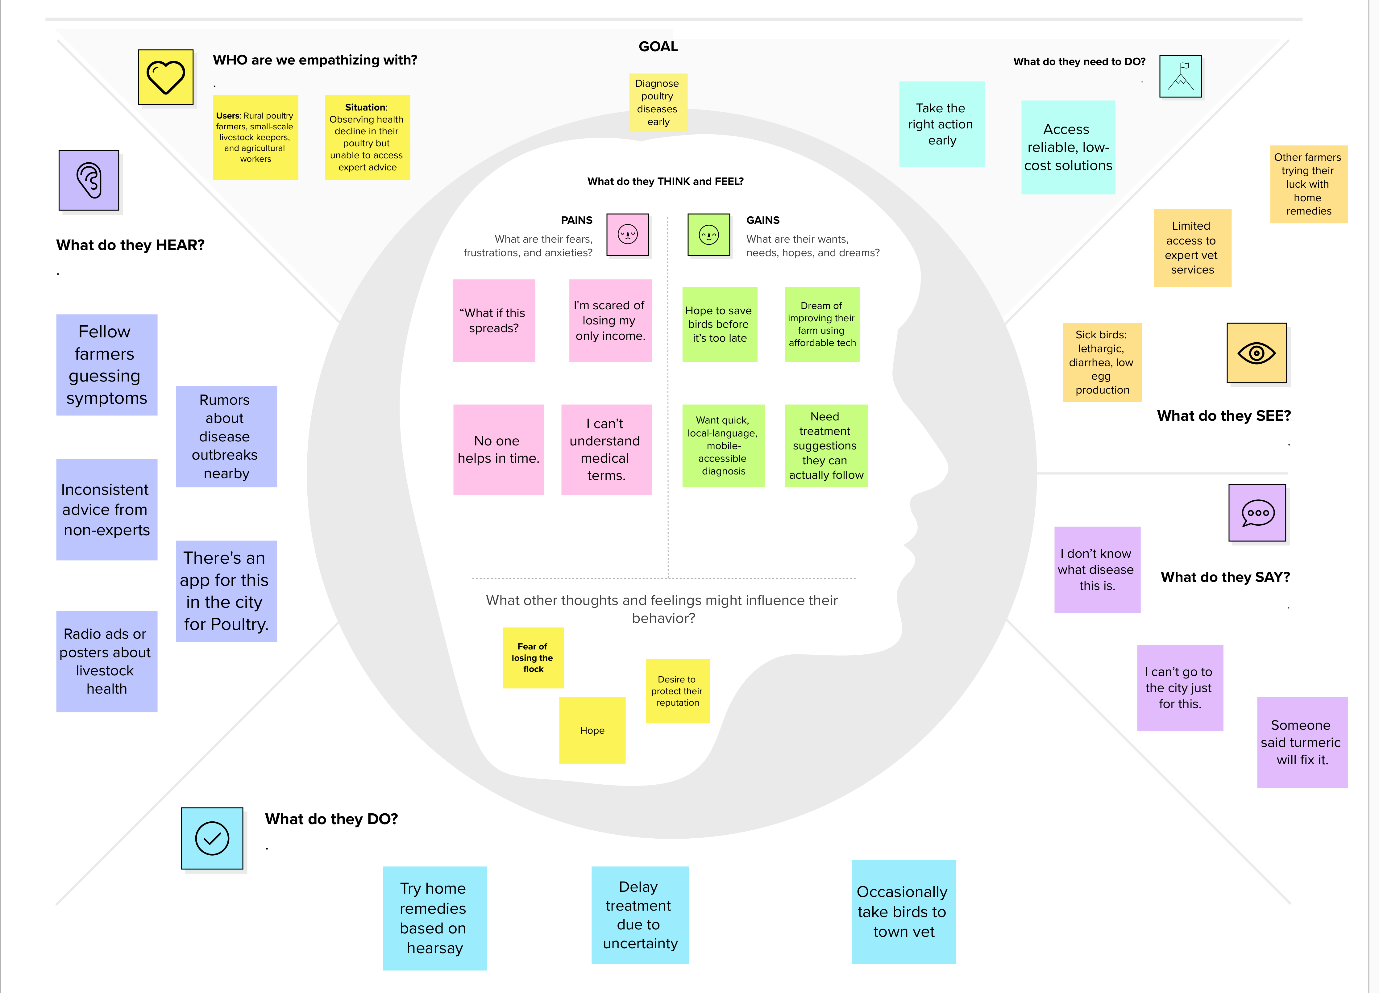 GOAL
WHO are we empathizing with?
.
Users: Rural poultry
farmers, small-scale
livestock keepers,
and agricultural
workers
Situation:
Observing health
decline in their
poultry but
unable to access
expert advice
Diagnose
poultry
diseases
early
What do they need to DO?
.
Take the
right action
early
Access
reliable, low-
cost solutions
What do they HEAR?
.
Fellow
farmers
guessing
symptoms
Rumors
about
disease
outbreaks
nearby
Inconsistent
advice from
non-experts
There's an
app for this
in the city
for Poultry.
Radio ads or
posters about
livestock
health
What do they THINK and FEEL?
PAINS
What are their fears,
frustrations, and anxieties?
“What if this
spreads?
I’m scared of
losing my
only income.
No one
helps in time.
I can’t
understand
medical
terms.
GAINS
What are their wants,
needs, hopes, and dreams?
Hope to save
birds before
it’s too late
Dream of
improving their
farm using
affordable tech
Want quick,
local-language,
mobile-
accessible
diagnosis
Need
treatment
suggestions
they can
actually follow
What other thoughts and feelings might influence their
behavior?
Fear of
losing the
flock
Hope
Desire to
protect their
reputation
Other farmers
trying their
luck with
home
remedies
Limited
access to
expert vet
services
Sick birds:
lethargic,
diarrhea, low
egg
production
What do they SEE?
.
What do they SAY?
.
I don’t know
what disease
this is.
I can’t go to
the city just
for this.
Someone
said turmeric
will fix it.
What do they DO?
.
Try home
remedies
based on
hearsay
Delay
treatment
due to
uncertainty
Occasionally
take birds to
town vet